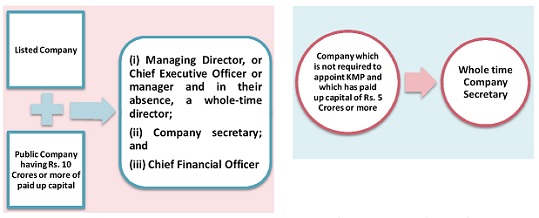 Listed Company
Public Company
having Rs. 10
Crores or more of
paid up capital
(i) Managing Director, or
Chief Executive Officer or
manager and in their
absence, a whole-time
director;
(ii) Company secretary;
and
(iii) Chief Financial Officer
Company which
is not required to
appoint KMP and
which has paid
up capital of Rs. 5
Crores or more
Whole time
Company
Secretary